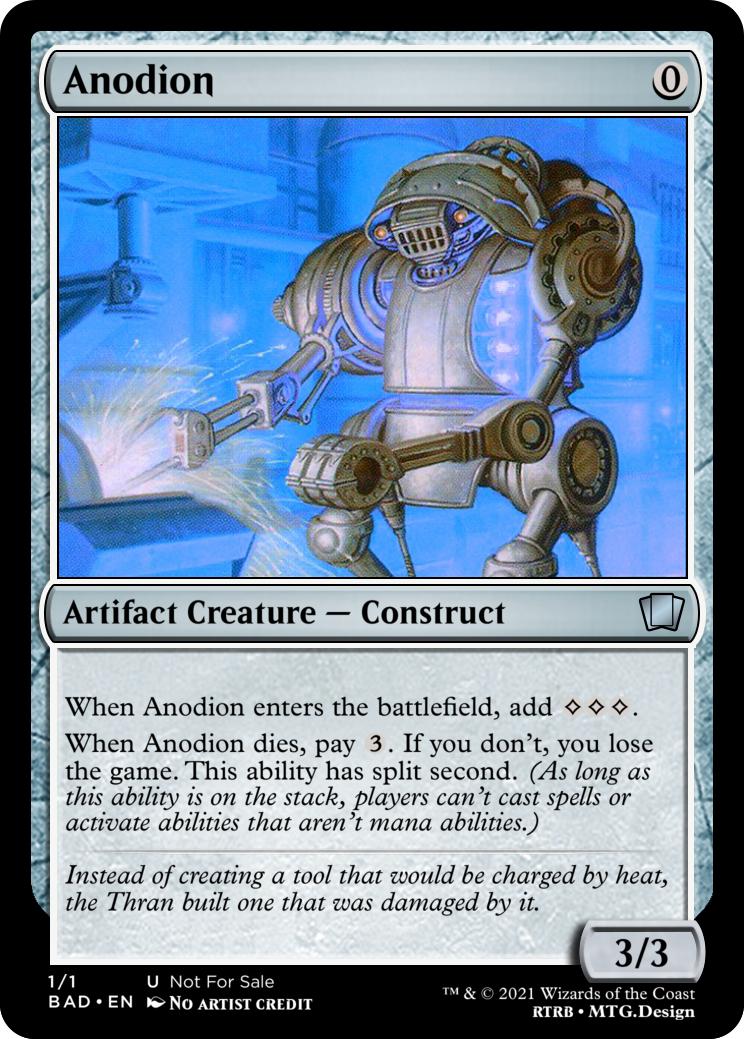 Anodion 0
Artifact Creature — Construct
When Anodion enters the battlefield, add ◇◇◇.
When Anodion dies, pay 3. If you don't, you lose
the game. This ability has split second. (As long as
this ability is on the stack, players can't cast spells or
activate abilities that aren't mana abilities.)
Instead of creating a tool that would be charged by heat,
the Thran built one that was damaged by it.
3/3
1/1 U Not For Sale
BAD • EN No artist credit
™ & © 2021 Wizards of the Coast
RTRB • MTG.Design